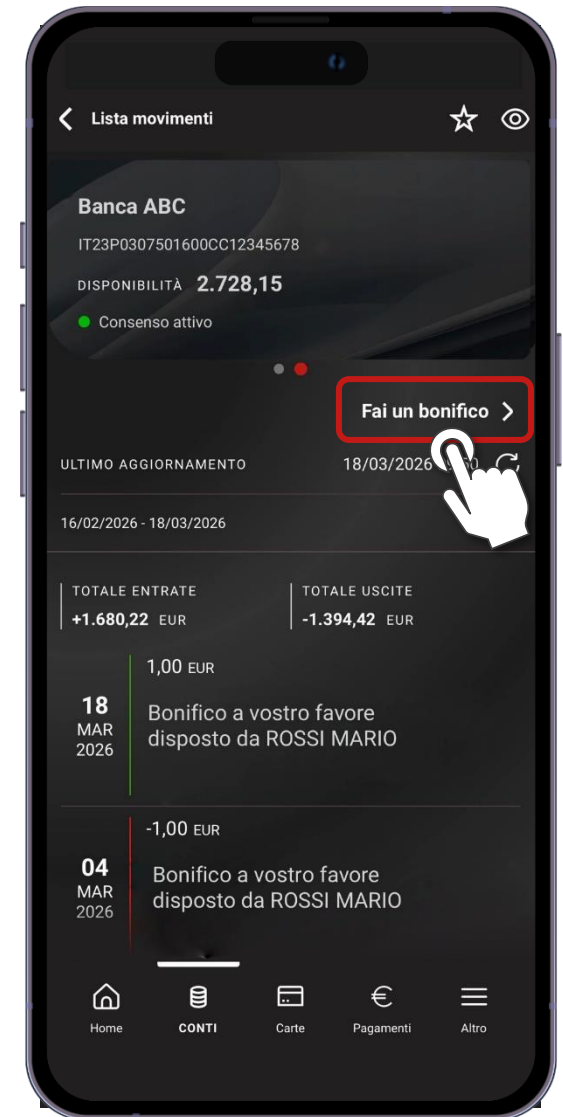 Lista movimenti
Banca ABC
IT23P0307501600CC12345678
DISPONIBILITÀ 2.728,15
Consenso attivo
Fai un bonifico
ULTIMO AGGIORNAMENTO 18/03/2026
16/02/2026 - 18/03/2026
TOTALE ENTRATE
+1.680,22 EUR
TOTALE USCITE
-1.394,42 EUR
1,00 EUR
18
MAR
2026
Bonifico a vostro favore
disposto da ROSSI MARIO
-1,00 EUR
04
MAR
2026
Bonifico a vostro favore
disposto da ROSSI MARIO
Home
CONTI
Carte
Pagamenti
Altro